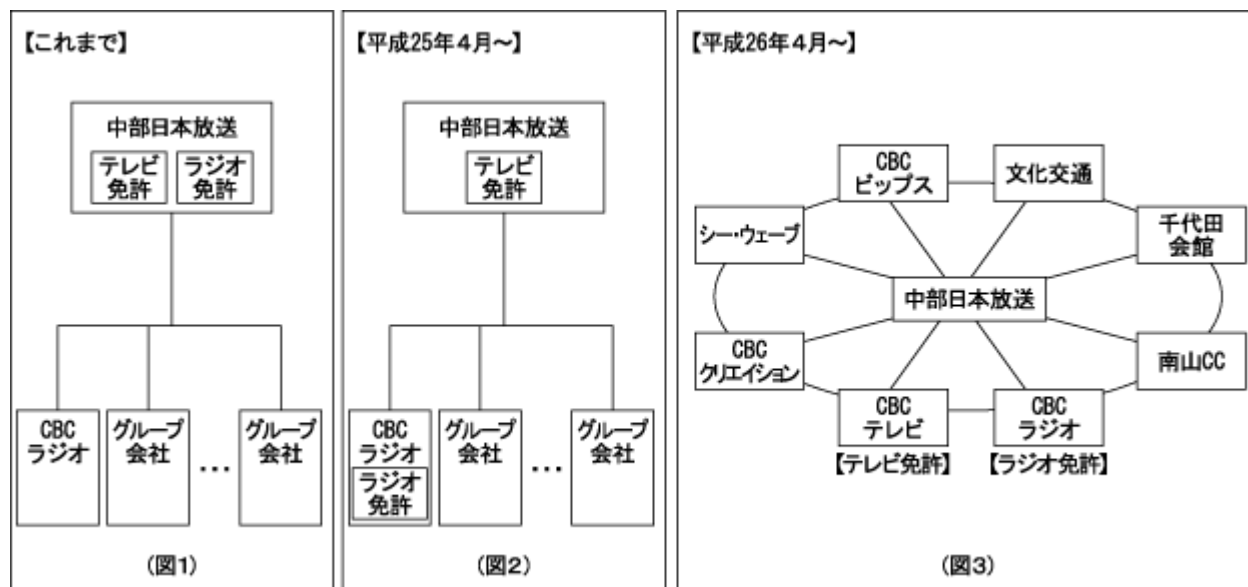 【これまで】
中部日本放送
テレビ
免許
ラジオ
免許
CBC
ラジオ
グループ
会社
…
グループ
会社
(図1)
【平成25年4月～】
中部日本放送
テレビ
免許
CBC
ラジオ
ラジオ
免許
グループ
会社
…
グループ
会社
(図2)
【平成26年4月～】
CBC
ビップス
文化交通
シー・ウェーブ
千代田
会館
中部日本放送
CBC
クリエイション
南山CC
CBC
テレビ
【テレビ免許】
CBC
ラジオ
【ラジオ免許】
(図3)